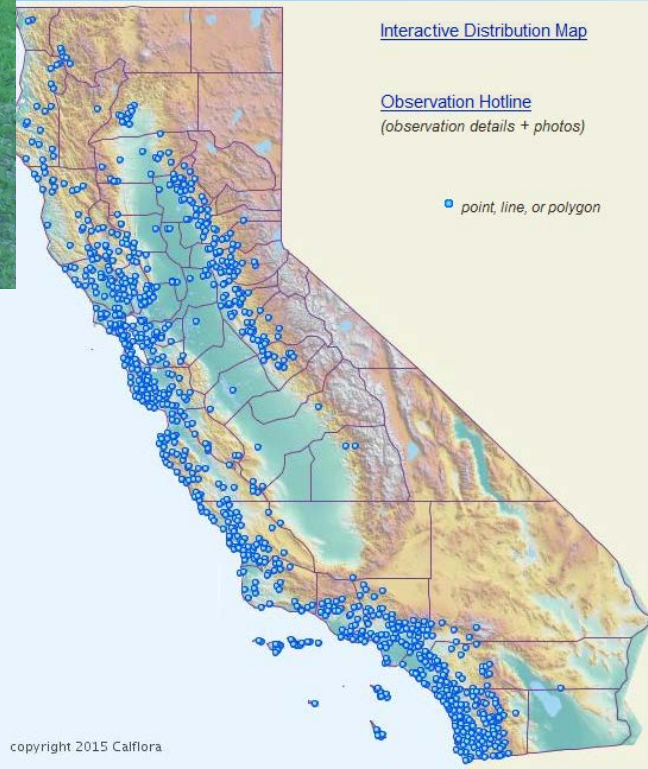 Interactive Distribution Map
Observation Hotline
(observation details + photos)
point, line, or polygon
copyright 2015 Calflora